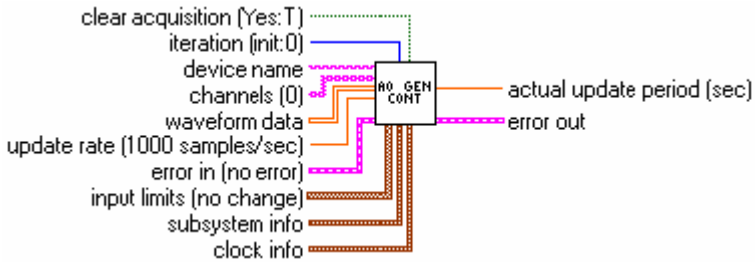 clear acquisition (Yes:T)
iteration (init:0)
device name
channels (0)
waveform data
update rate (1000 samples/sec)
error in (no error)
input limits (no change)
subsystem info
clock info
AO GEN
CONT
actual update period (sec)
error out